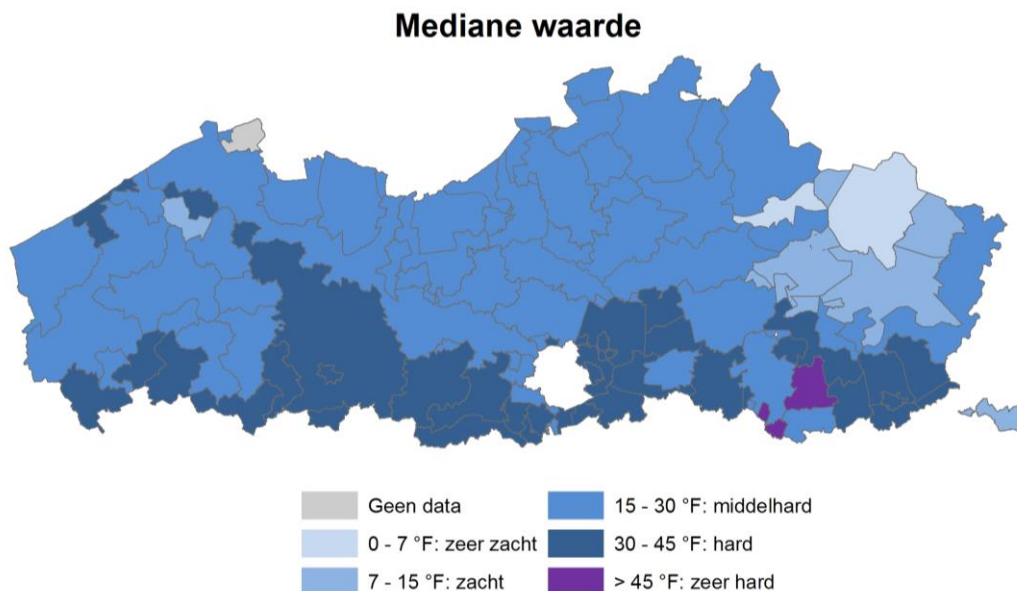 Mediane waarde
Geen data
0 - 7 °F: zeer zacht
7 - 15 °F: zacht
15 - 30 °F: middelhard
30 - 45 °F: hard
> 45 °F: zeer hard